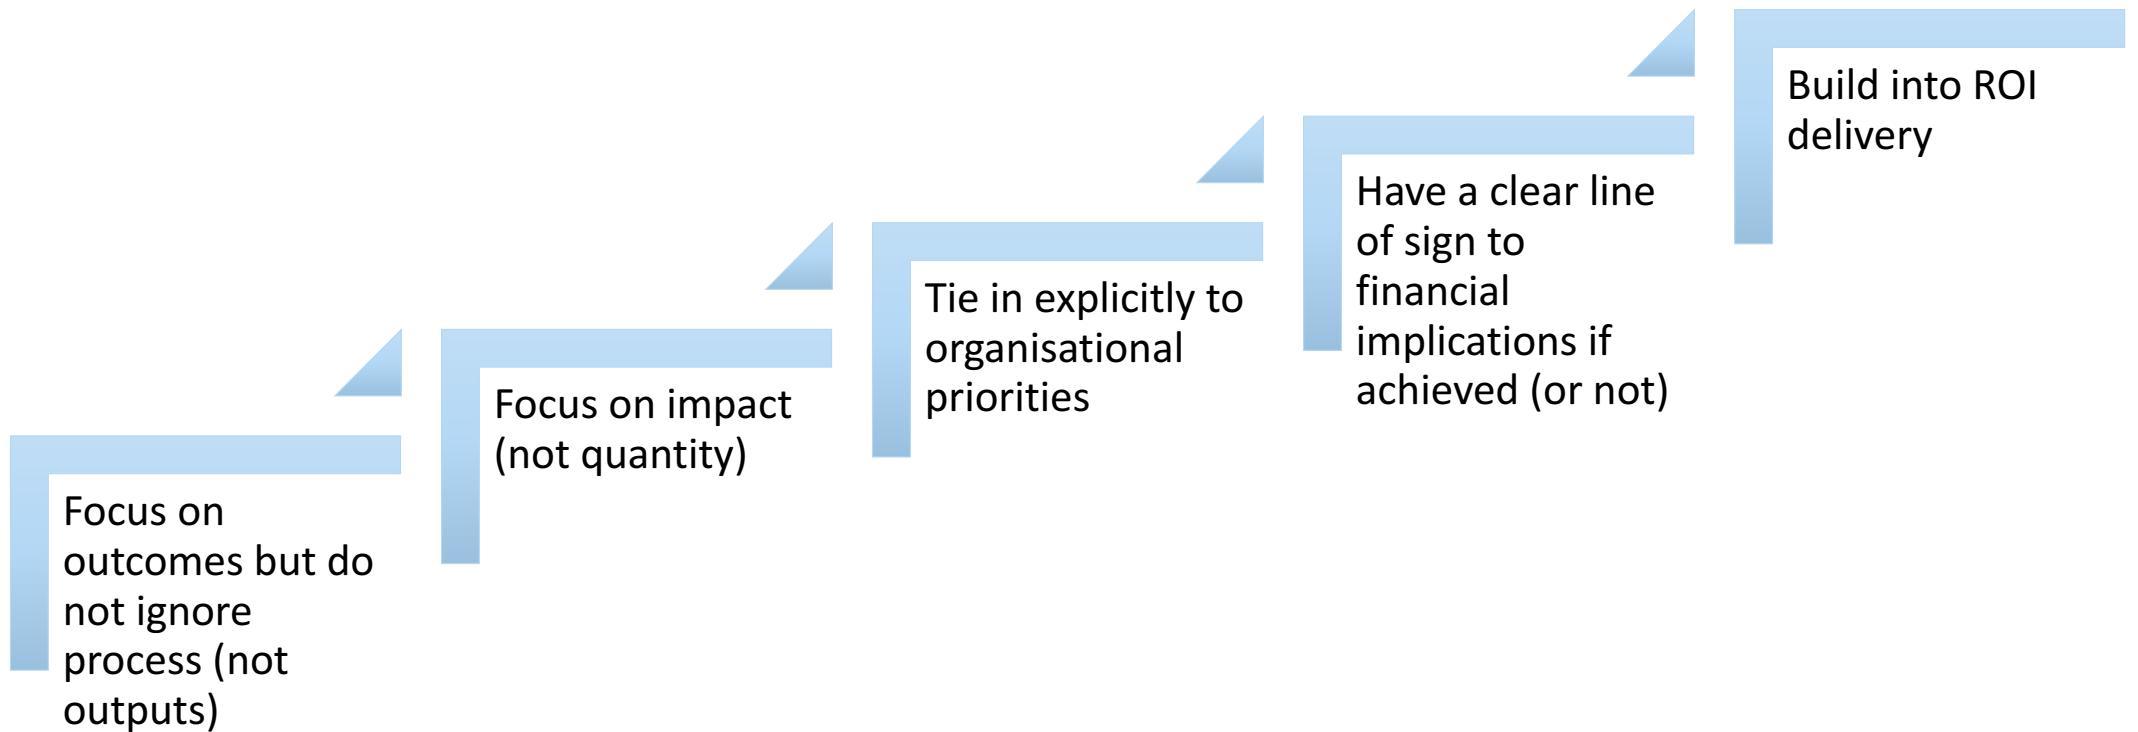 Focus on
outcomes but do
not ignore
process (not
outputs)
Focus on impact
(not quantity)
Tie in explicitly to
organisational
priorities
Have a clear line
of sign to
financial
implications if
achieved (or not)
Build into ROI
delivery